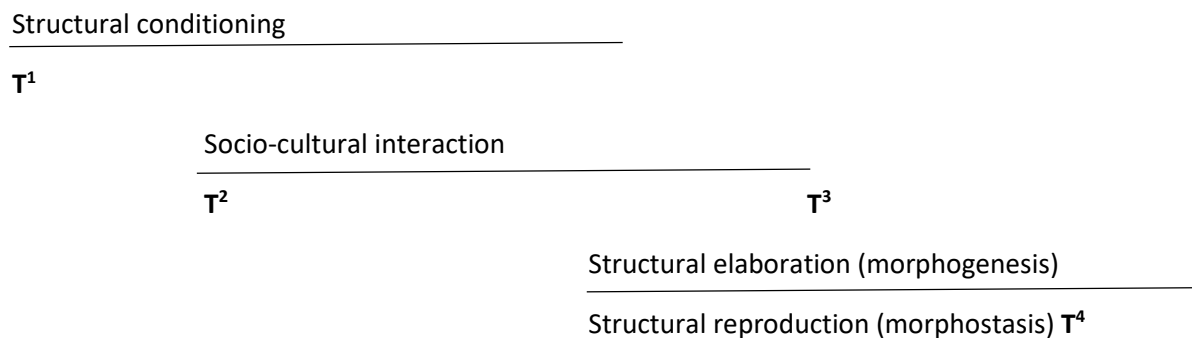 Structural conditioning
T¹
Socio-cultural interaction
T² T³
Structural elaboration (morphogenesis)
Structural reproduction (morphostasis) T⁴